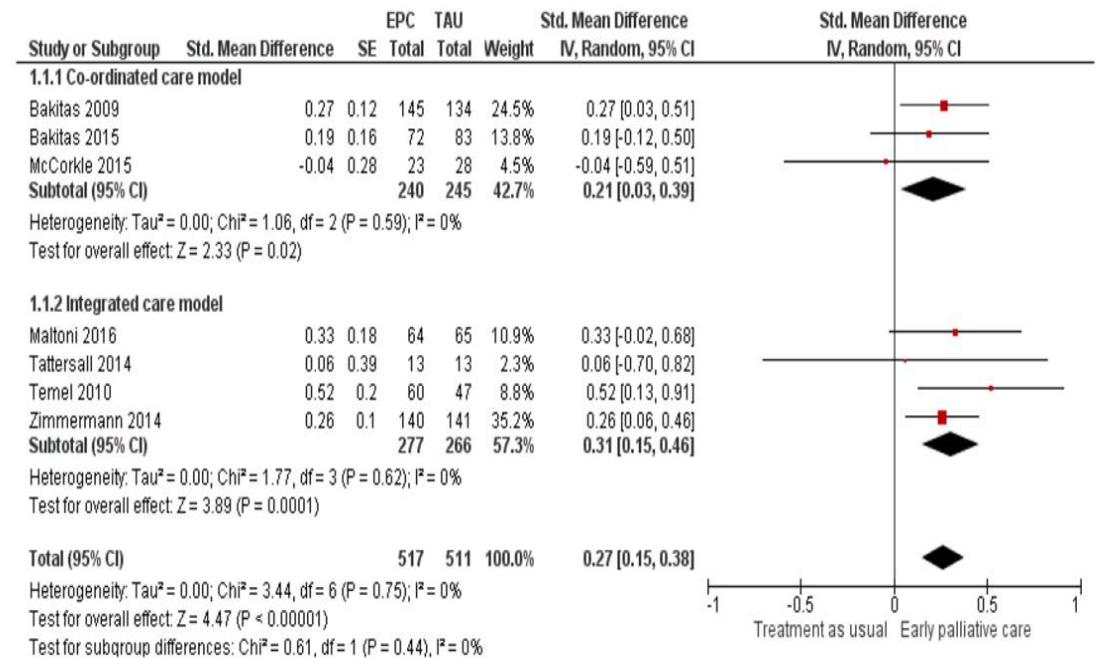 EPC TAU Std. Mean Difference Std. Mean Difference
Study or Subgroup Std. Mean Difference SE Total Total Weight IV, Random, 95% CI IV, Random, 95% CI
1.1.1 Co-ordinated care model
Bakitas 2009 0.27 0.12 145 134 24.5% 0.27 [0.03, 0.51]
Bakitas 2015 0.19 0.16 72 83 13.8% 0.19 [-0.12, 0.50]
McCorkle 2015 -0.04 0.28 23 28 4.5% -0.04 [-0.59, 0.51]
Subtotal (95% CI) 240 245 42.7% 0.21 [0.03, 0.39]
Heterogeneity: Tau² = 0.00; Chi² = 1.06, df = 2 (P = 0.59); I² = 0%
Test for overall effect: Z = 2.33 (P = 0.02)
1.1.2 Integrated care model
Maltoni 2016 0.33 0.18 64 65 10.9% 0.33 [-0.02, 0.68]
Tattersall 2014 0.06 0.39 13 13 2.3% 0.06 [-0.70, 0.82]
Temel 2010 0.52 0.2 60 47 8.8% 0.52 [0.13, 0.91]
Zimmermann 2014 0.26 0.1 140 141 35.2% 0.26 [0.06, 0.46]
Subtotal (95% CI) 277 266 57.3% 0.31 [0.15, 0.46]
Heterogeneity: Tau² = 0.00; Chi² = 1.77, df = 3 (P = 0.62); I² = 0%
Test for overall effect: Z = 3.89 (P = 0.0001)
Total (95% CI) 517 511 100.0% 0.27 [0.15, 0.38]
Heterogeneity: Tau² = 0.00; Chi² = 3.44, df = 6 (P = 0.75); I² = 0%
-1 -0.5 0 0.5 1
Test for overall effect: Z = 4.47 (P < 0.00001)
Treatment as usual Early palliative care
Test for subgroup differences: Chi² = 0.61, df = 1 (P = 0.44), I² = 0%